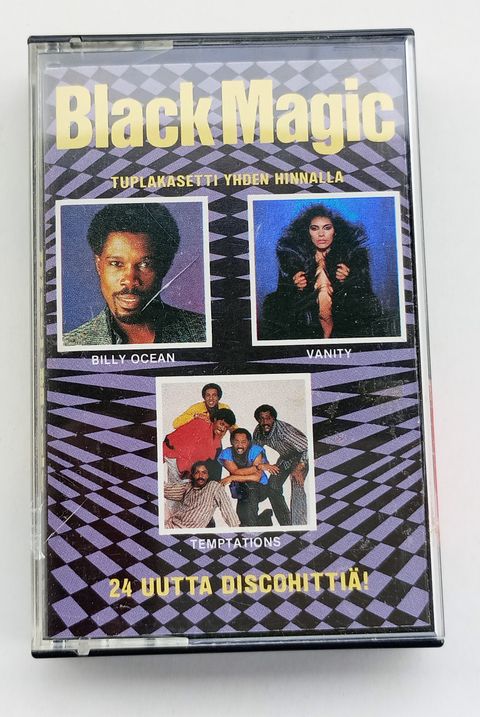 Black Magic
TUPLAKASETTI YHDEN HINNALLA
BILLY OCEAN
VANITY
TEMPTATIONS
24 UUTTA DISCOHITTIÄ!